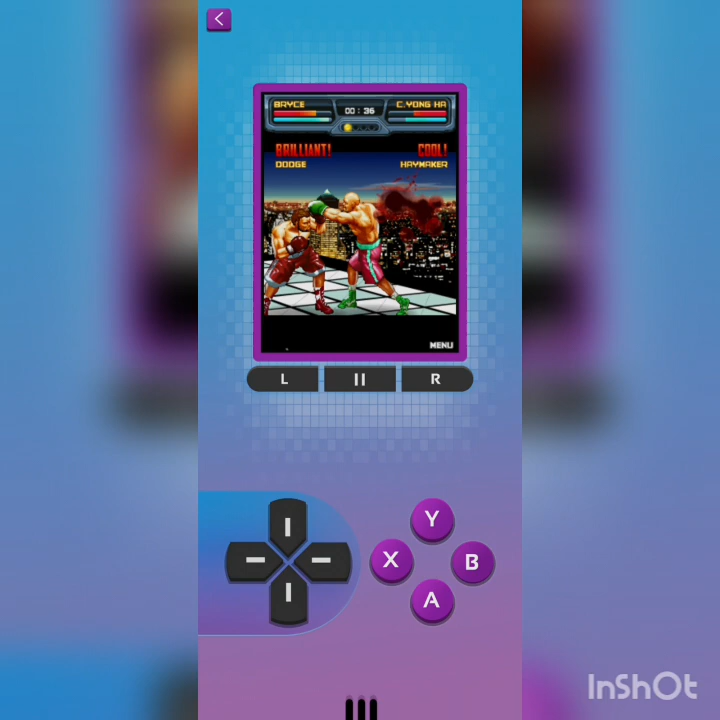 BRYCE
00 : 36
C.YONG HA
BRILLIANT!
DODGE
COOL!
HAYMAKER
MENU
L
R
Y
X
B
A
InShOt